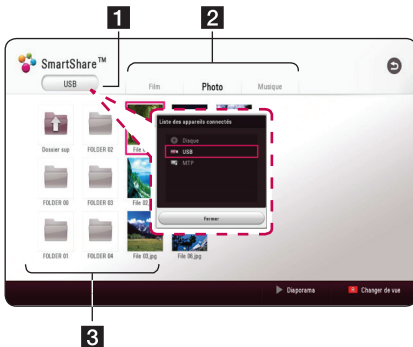 1
2
SmartShare™
USB
Film
Photo
Musique
Liste des appareils connectés
Disque
USB
MTP
Fermer
Dossier sup
FOLDER 02
FOLDER 00
FOLDER 03
File 02.
FOLDER 01
FOLDER 04
File 03.jpg
File 06.jpg
Diaporama
Changer de vue
3